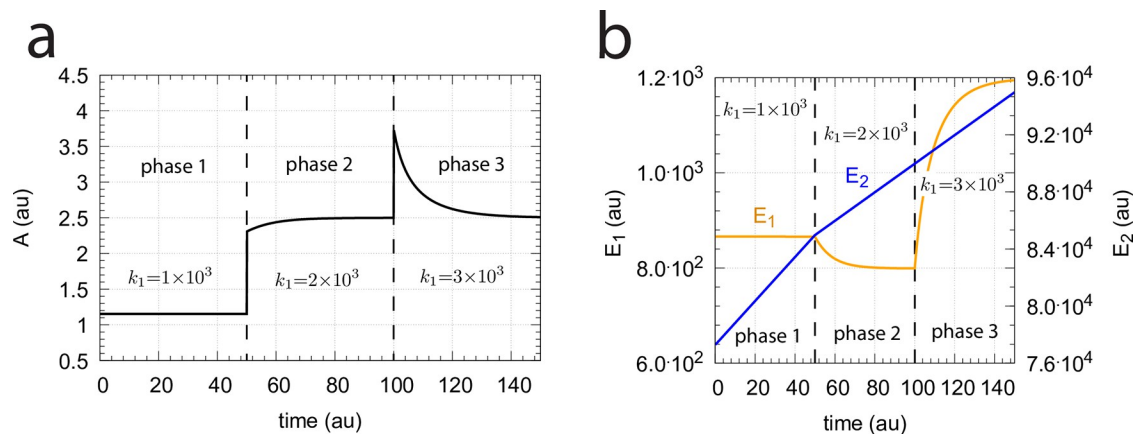 a
4.5
4
3.5
3
2.5
2
1.5
1
0.5
A (au)
phase 1
phase 2
phase 3
k₁=1×10³
k₁=2×10³
k₁=3×10³
0 20 40 60 80 100 120 140
time (au)
b
1.2·10³
1.0·10³
8.0·10²
6.0·10²
E₁ (au)
9.6·10⁴
9.2·10⁴
8.8·10⁴
8.4·10⁴
8.0·10⁴
7.6·10⁴
E₂ (au)
k₁=1×10³
k₁=2×10³
k₁=3×10³
E₁
E₂
phase 1
phase 2
phase 3
0 20 40 60 80 100 120 140
time (au)